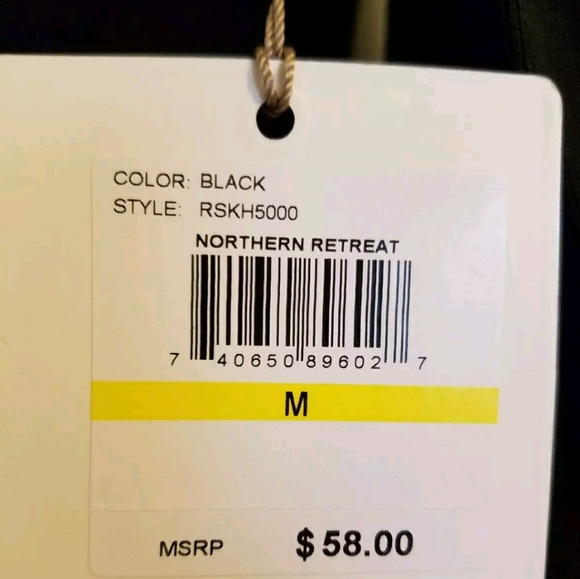 COLOR: BLACK
STYLE: RSKH5000
NORTHERN RETREAT
7 40650 89602 7
M
MSRP $58.00